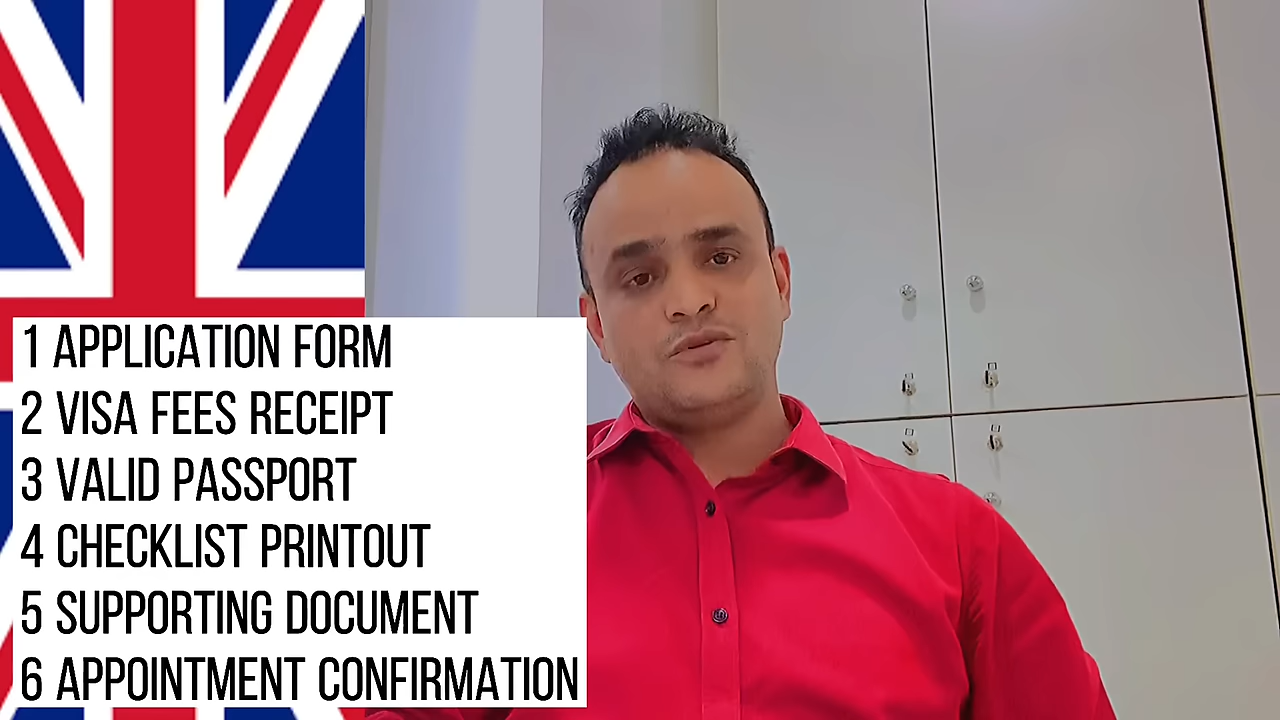 1 APPLICATION FORM
2 VISA FEES RECEIPT
3 VALID PASSPORT
4 CHECKLIST PRINTOUT
5 SUPPORTING DOCUMENT
6 APPOINTMENT CONFIRMATION